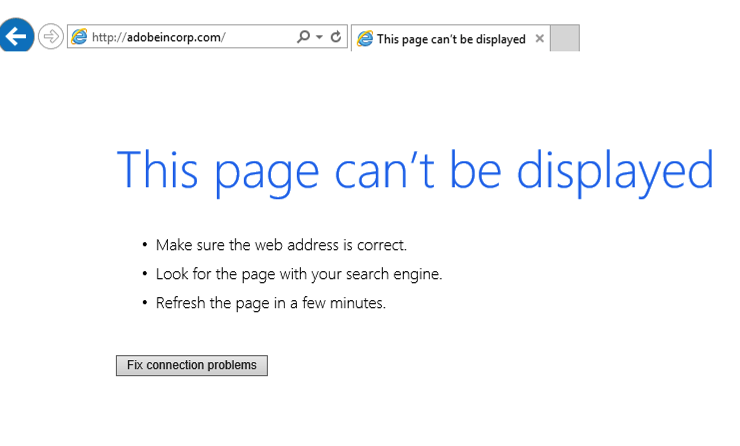 http://adobeincorp.com/
This page can't be displayed
This page can't be displayed
• Make sure the web address is correct.
• Look for the page with your search engine.
• Refresh the page in a few minutes.
Fix connection problems